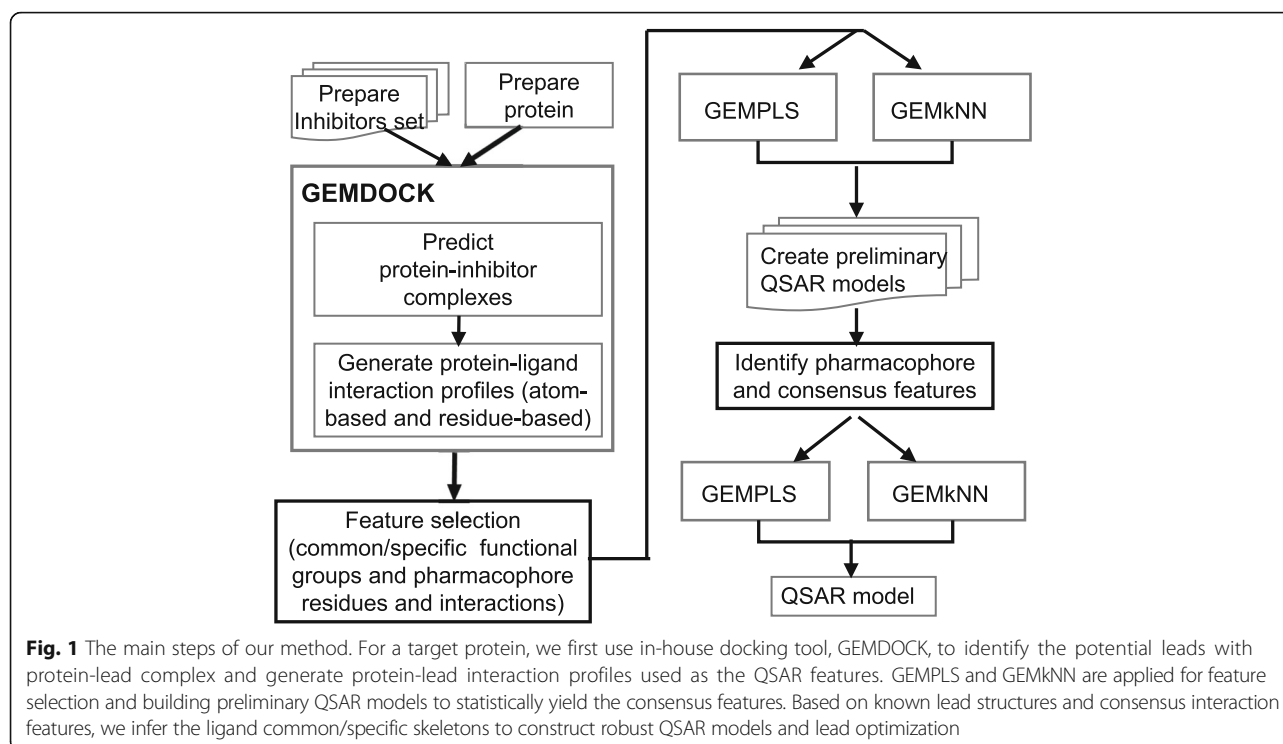 Prepare
Inhibitors set
Prepare
protein
GEMDOCK
Predict
protein-inhibitor
complexes
Generate protein-ligand
interaction profiles (atom-
based and residue-based)
Feature selection
(common/specific functional
groups and pharmacophore
residues and interactions)
GEMPLS
GEMkNN
Create preliminary
QSAR models
Identify pharmacophore
and consensus features
GEMPLS
GEMkNN
QSAR model
Fig. 1 The main steps of our method. For a target protein, we first use in-house docking tool, GEMDOCK, to identify the potential leads with
protein-lead complex and generate protein-lead interaction profiles used as the QSAR features. GEMPLS and GEMkNN are applied for feature
selection and building preliminary QSAR models to statistically yield the consensus features. Based on known lead structures and consensus interaction
features, we infer the ligand common/specific skeletons to construct robust QSAR models and lead optimization